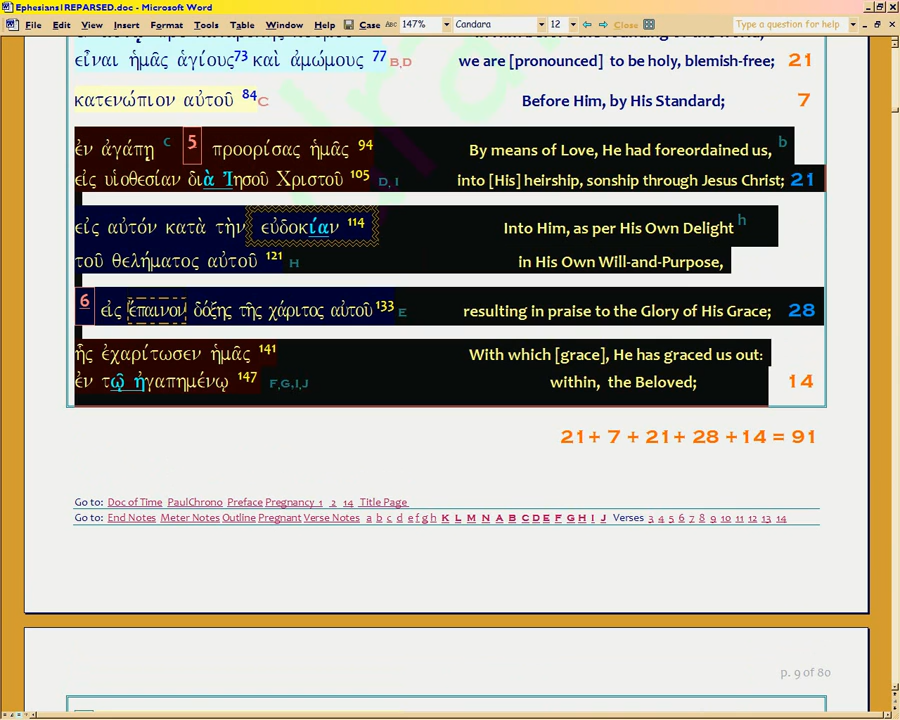 Ephesians1REPARSED.doc - Microsoft Word
File Edit View Insert Format Tools Table Window Help Case 147% Candara 12 Close Type a question for help
εἶναι ἡμᾶς ἁγίους73 καὶ ἀμώμους 77 B,D we are [pronounced] to be holy, blemish-free; 21
κατενώπιον αὐτοῦ 84 C Before Him, by His Standard; 7
ἐν ἀγάπῃ c 5 προορίσας ἡμᾶς 94 By means of Love, He had foreordained us, b
εἰς υἱοθεσίαν διὰ Ἰησοῦ Χριστοῦ 105 D, I into [His] heirship, sonship through Jesus Christ; 21
εἰς αὐτόν κατὰ τὴν εὐδοκίαν 114 Into Him, as per His Own Delight h
τοῦ θελήματος αὐτοῦ 121 H in His Own Will-and-Purpose,
6 εἰς ἔπαινον δόξης τῆς χάριτος αὐτοῦ 133 E resulting in praise to the Glory of His Grace; 28
ἧς ἐχαρίτωσεν ἡμᾶς 141 With which [grace], He has graced us out:
ἐν τῷ ἠγαπημένῳ 147 F,G,I,J within, the Beloved; 14
21+ 7 + 21+ 28 +14 = 91
Go to: Doc of Time PaulChrono Preface Pregnancy 1 2 14 Title Page
Go to: End Notes Meter Notes Outline Pregnant Verse Notes a b c d e f g h K L M N A B C D E F G H I J Verses 3 4 5 6 7 8 9 10 11 12 13 14
p. 9 of 80